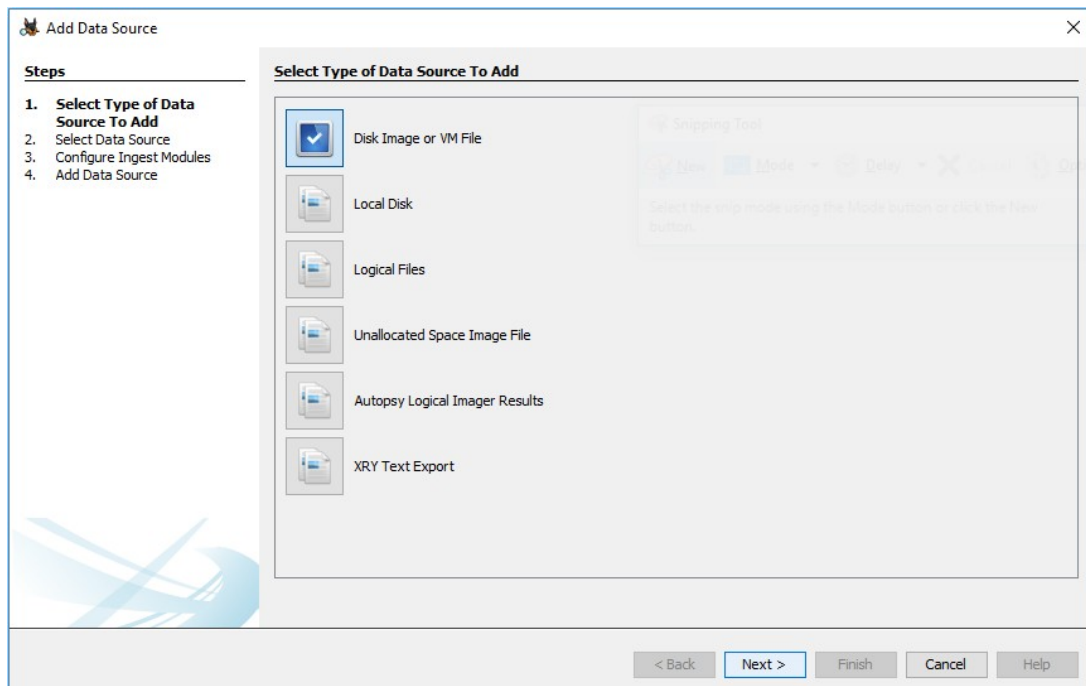 Add Data Source
Steps
1. Select Type of Data
Source To Add
2. Select Data Source
3. Configure Ingest Modules
4. Add Data Source
Select Type of Data Source To Add
Disk Image or VM File
Local Disk
Logical Files
Unallocated Space Image File
Autopsy Logical Imager Results
XRY Text Export
Snipping Tool
New Mode Delay
Select the snip mode using the Mode button or click the New
button.
< Back Next > Finish Cancel Help